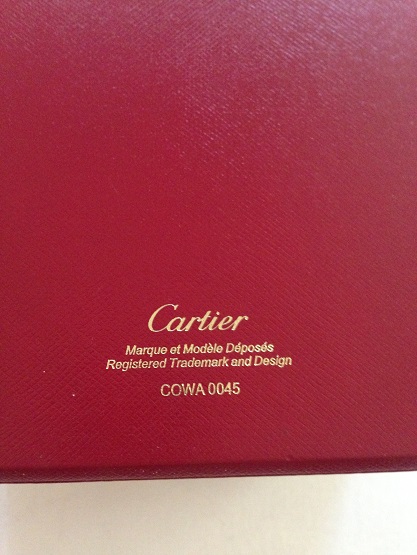 Cartier
Marque et Modèle Déposés
Registered Trademark and Design
COWA 0045